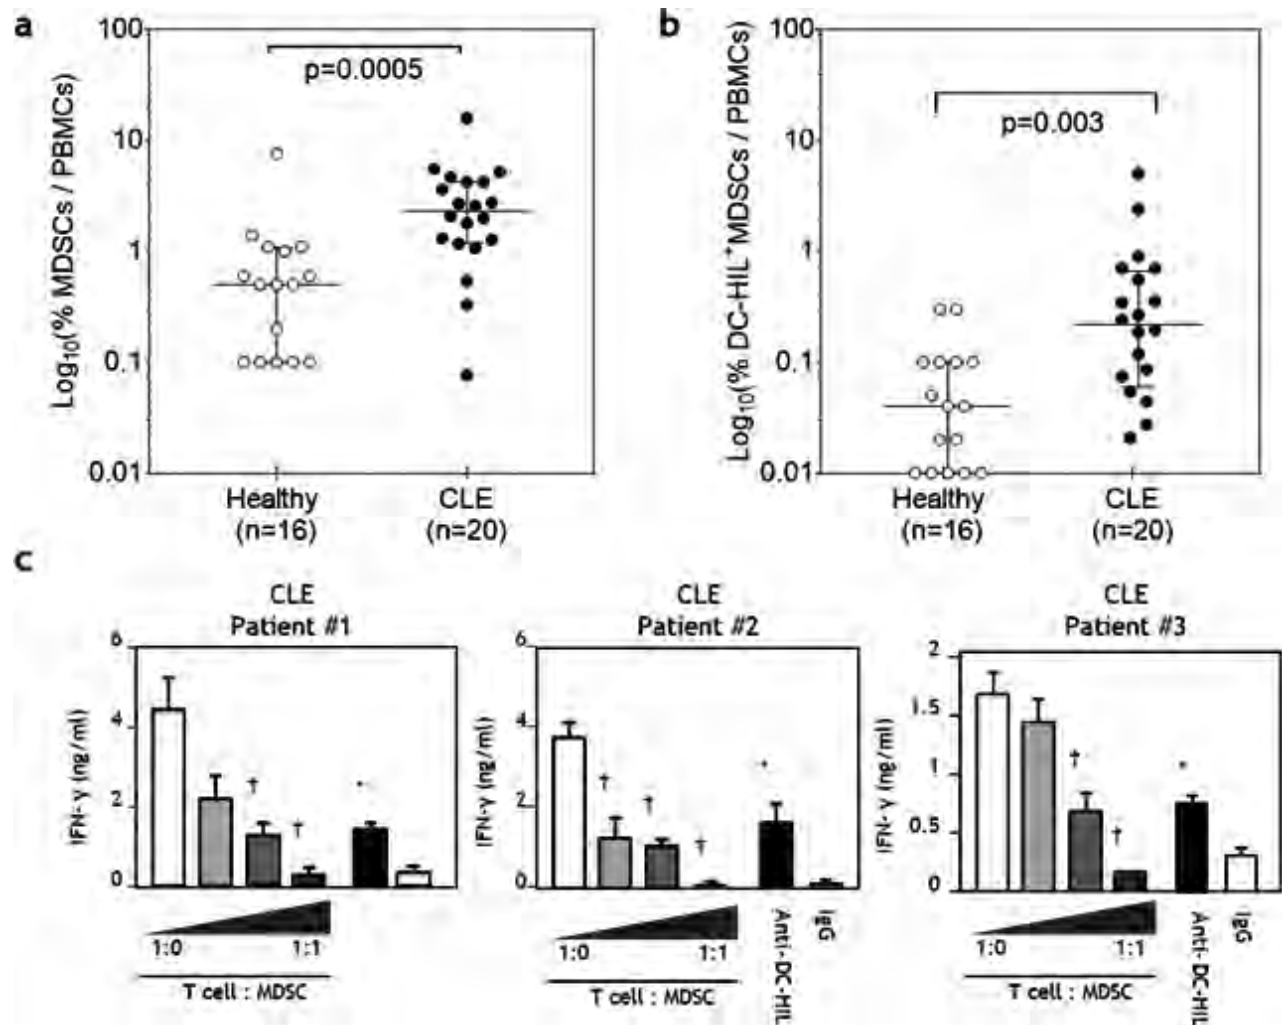 a
Log₁₀(% MDSCs / PBMCs)
100
10
1
0.1
0.01
p=0.0005
Healthy
(n=16)
CLE
(n=20)
b
Log₁₀(% DC-HIL⁺MDSCs / PBMCs)
100
10
1
0.1
0.01
p=0.003
Healthy
(n=16)
CLE
(n=20)
c
CLE
Patient #1
IFN-γ (ng/ml)
6
4
2
0
†
†
1:0
1:1
T cell : MDSC
CLE
Patient #2
IFN-γ (ng/ml)
6
4
2
0
†
†
†
*
1:0
1:1
T cell : MDSC
Anti-DC-HIL
IgG
CLE
Patient #3
IFN-γ (ng/ml)
2
1.5
1
0.5
0
†
†
*
1:0
1:1
T cell : MDSC
Anti-DC-HIL
IgG